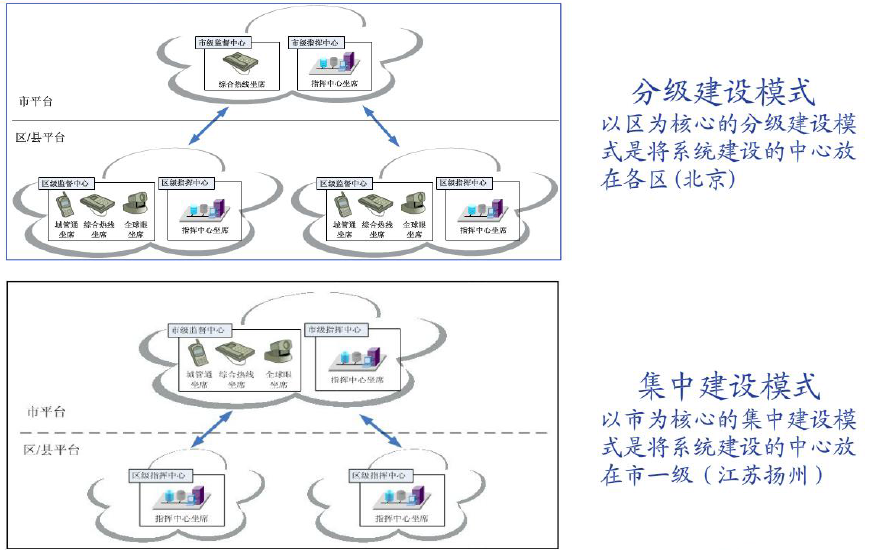 市级监督中心
市级指挥中心
综合热线坐席
指挥中心坐席
市平台
区/县平台
区级监督中心
区级指挥中心
城管通
坐席
综合热线
坐席
全球眼
坐席
指挥中心坐席
区级监督中心
区级指挥中心
城管通
坐席
综合热线
坐席
全球眼
坐席
指挥中心坐席
分级建设模式
以区为核心的分级建设模
式是将系统建设的中心放
在各区(北京)
市级监督中心
市级指挥中心
城管通
坐席
综合热线
坐席
全球眼
坐席
指挥中心坐席
市平台
区/县平台
区级指挥中心
指挥中心坐席
区级指挥中心
指挥中心坐席
集中建设模式
以市为核心的集中建设模
式是将系统建设的中心放
在市一级（江苏扬州）